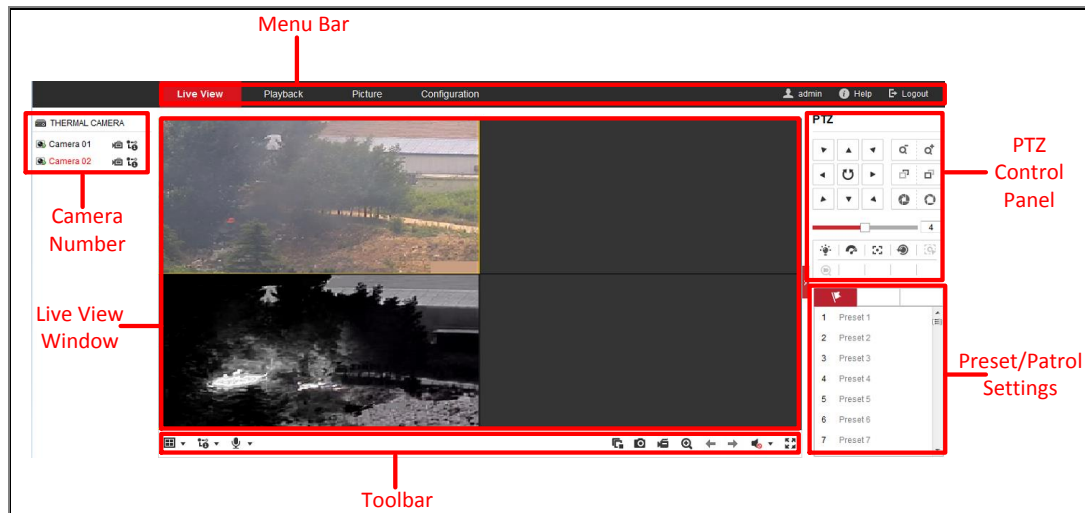 Menu Bar
Live View Playback Picture Configuration admin Help Logout
THERMAL CAMERA
Camera 01
Camera 02
Camera
Number
Live View
Window
PTZ
4
PTZ
Control
Panel
1 Preset 1
2 Preset 2
3 Preset 3
4 Preset 4
5 Preset 5
6 Preset 6
7 Preset 7
Preset/Patrol
Settings
Toolbar